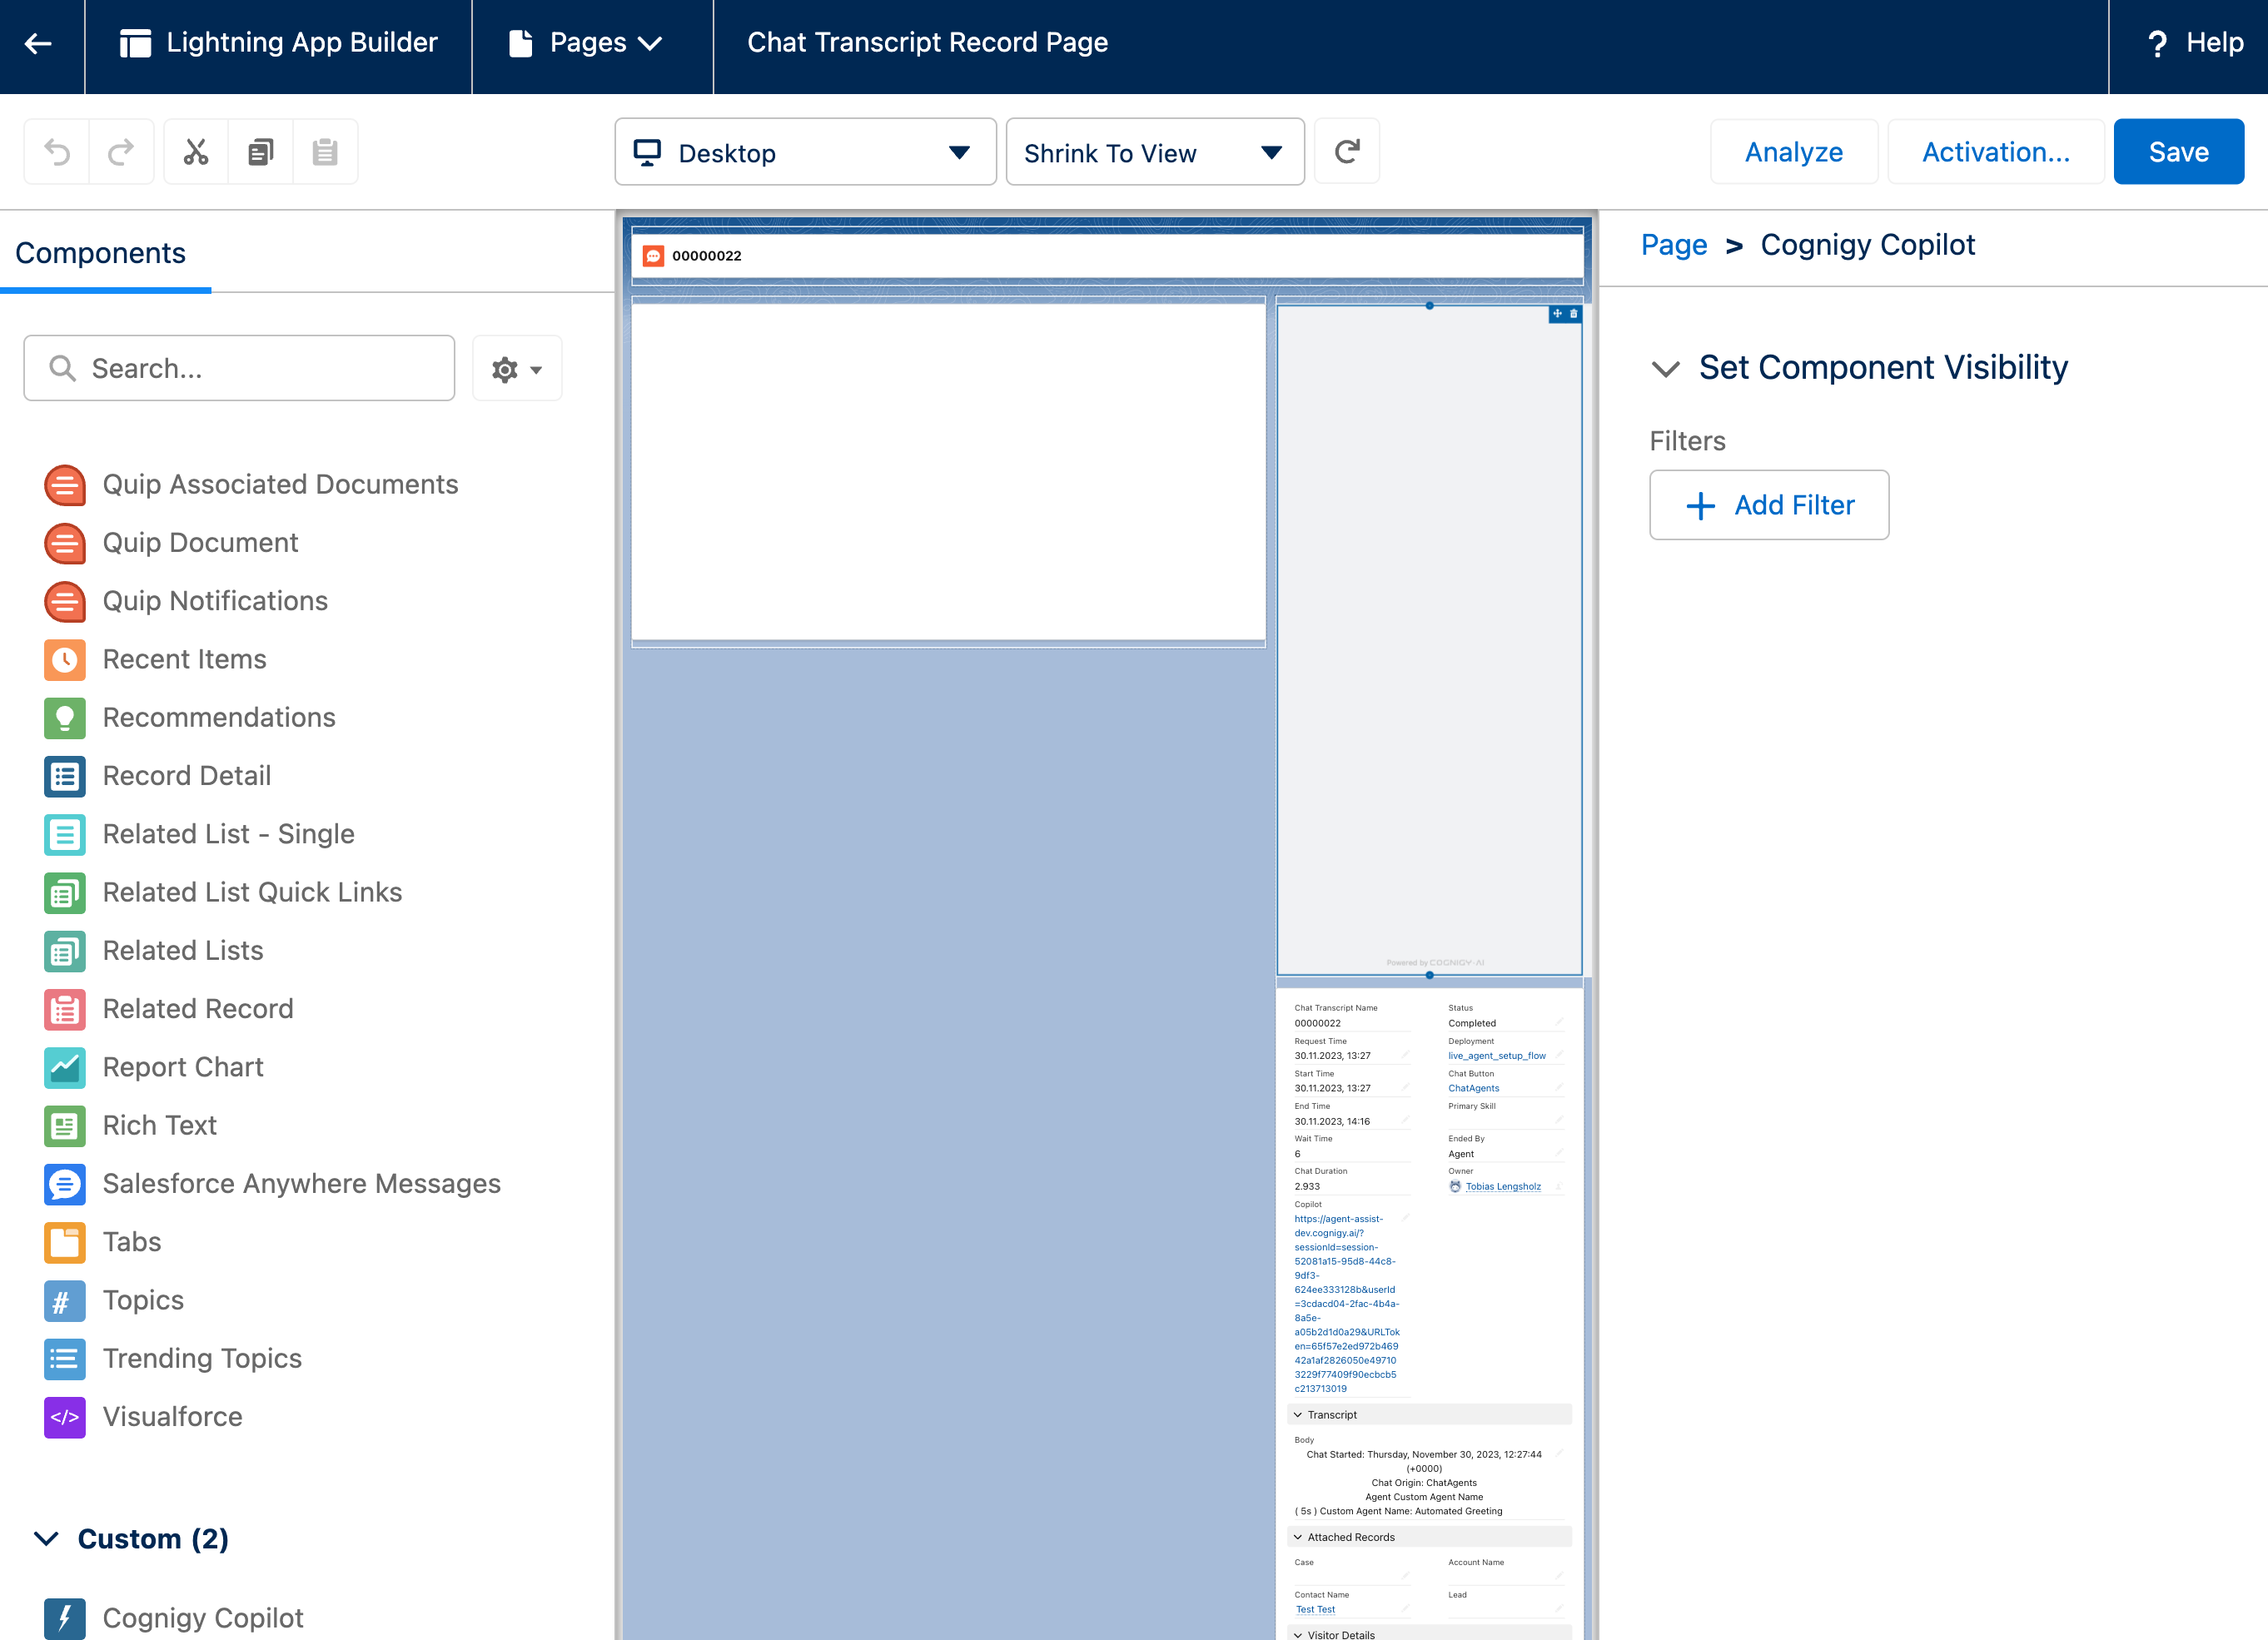 Lightning App Builder
Pages
Chat Transcript Record Page
? Help
Desktop
Shrink To View
Analyze
Activation...
Save
Components
Search...
Quip Associated Documents
Quip Document
Quip Notifications
Recent Items
Recommendations
Record Detail
Related List - Single
Related List Quick Links
Related Lists
Related Record
Report Chart
Rich Text
Salesforce Anywhere Messages
Tabs
# Topics
Trending Topics
</> Visualforce
Custom (2)
Cognigy Copilot
00000022
Powered by COGNIGY.AI
Chat Transcript Name
00000022
Status
Completed
Request Time
30.11.2023, 13:27
Deployment
live_agent_setup_flow
Start Time
30.11.2023, 13:27
Chat Button
ChatAgents
End Time
30.11.2023, 14:16
Primary Skill
Wait Time
6
Ended By
Agent
Chat Duration
2.933
Owner
Tobias Lengsholz
Copilot
https://agent-assist-
dev.cognigy.ai/?
sessionId=session-
52081a15-95d8-44c8-
9df3-
624ee333128b&userId
=3cdacd04-2fac-4b4a-
8a5e-
a05b2d1d0a29&URLTok
en=65f57e2ed972b469
42a1af2826050e49710
3229f77409f90ecbcb5
c213713019
Transcript
Body
Chat Started: Thursday, November 30, 2023, 12:27:44
(+0000)
Chat Origin: ChatAgents
Agent Custom Agent Name
( 5s ) Custom Agent Name: Automated Greeting
Attached Records
Case
Account Name
Contact Name
Test Test
Lead
Visitor Details
Page > Cognigy Copilot
Set Component Visibility
Filters
+ Add Filter